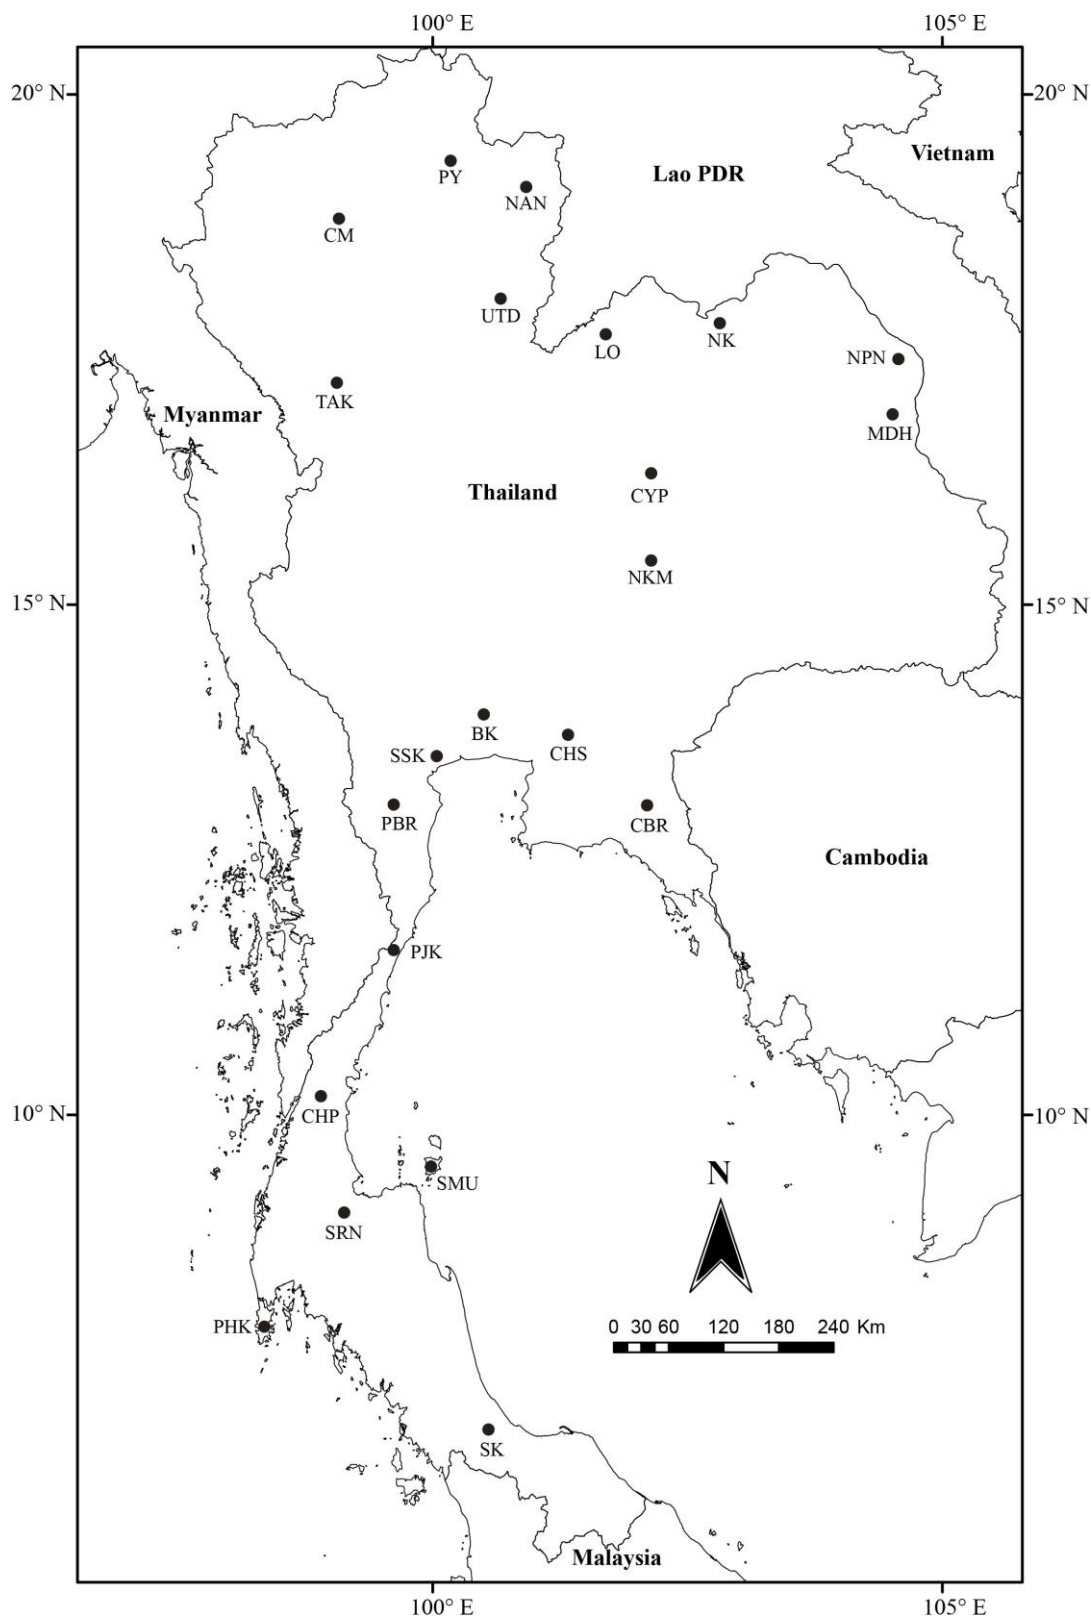 100° E
105° E
20° N
20° N
Vietnam
PY
Lao PDR
NAN
CM
UTD
NK
LO
NPN
TAK
Myanmar
MDH
Thailand
CYP
NKM
15° N
15° N
BK
CHS
SSK
PBR
CBR
Cambodia
PJK
10° N
10° N
CHP
N
SMU
SRN
PHK
0 30 60 120 180 240 Km
SK
Malaysia
100° E
105° E